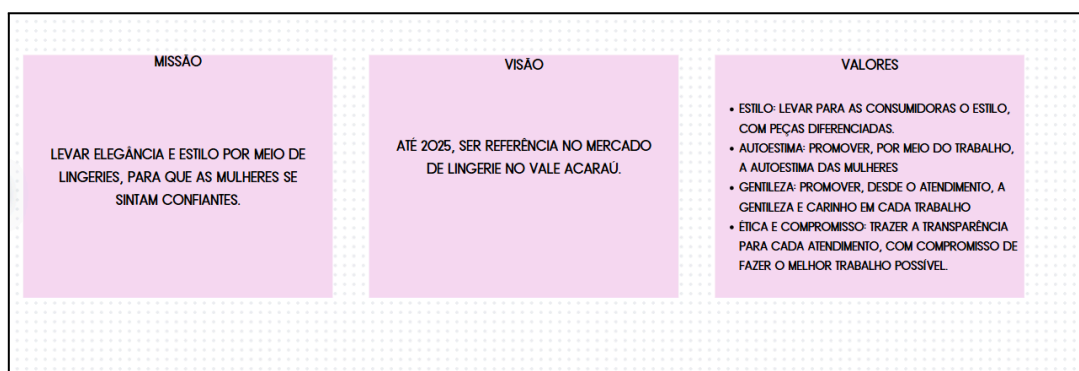 MISSÃO
LEVAR ELEGÂNCIA E ESTILO POR MEIO DE
LINGERIES, PARA QUE AS MULHERES SE
SINTAM CONFIANTES.
VISÃO
ATÉ 2025, SER REFERÊNCIA NO MERCADO
DE LINGERIE NO VALE ACARAÚ.
VALORES
• ESTILO: LEVAR PARA AS CONSUMIDORAS O ESTILO,
COM PEÇAS DIFERENCIADAS.
• AUTOESTIMA: PROMOVER, POR MEIO DO TRABALHO,
A AUTOESTIMA DAS MULHERES
• GENTILEZA: PROMOVER, DESDE O ATENDIMENTO, A
GENTILEZA E CARINHO EM CADA TRABALHO
• ÉTICA E COMPROMISSO: TRAZER A TRANSPARÊNCIA
PARA CADA ATENDIMENTO, COM COMPROMISSO DE
FAZER O MELHOR TRABALHO POSSÍVEL.